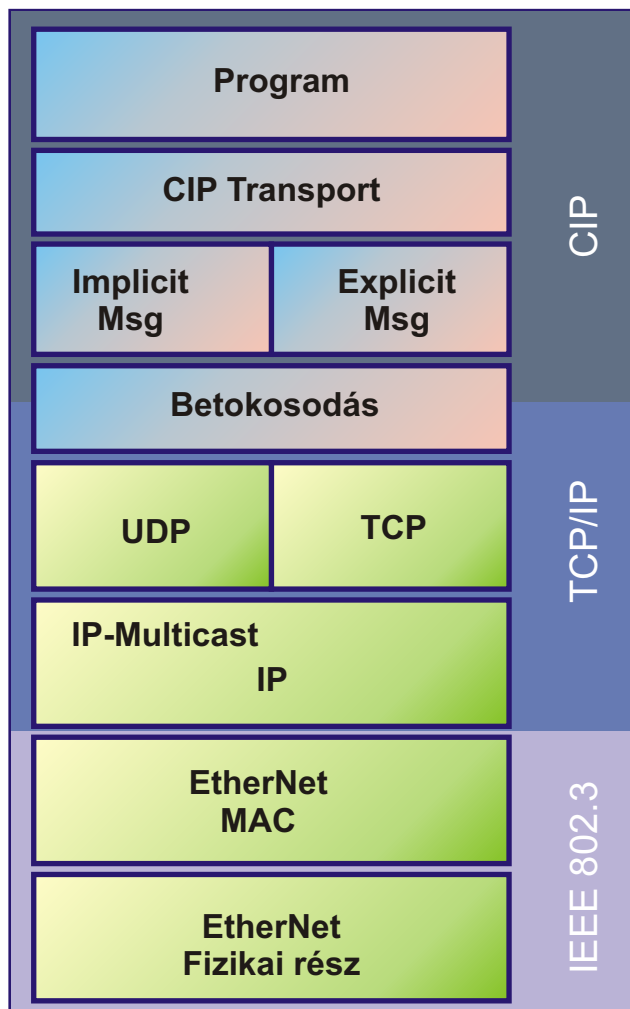 Program
CIP Transport
Implicit
Msg
Explicit
Msg
Betokosodás
UDP
TCP
IP-Multicast
IP
EtherNet
MAC
EtherNet
Fizikai rész
CIP
TCP/IP
IEEE 802.3